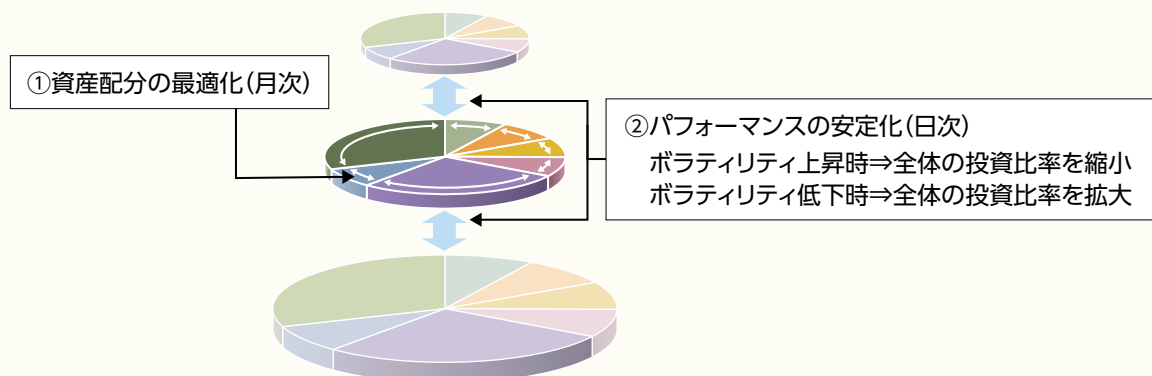 ①資産配分の最適化(月次)
②パフォーマンスの安定化(日次)
ボラティリティ上昇時⇒全体の投資比率を縮小
ボラティリティ低下時⇒全体の投資比率を拡大